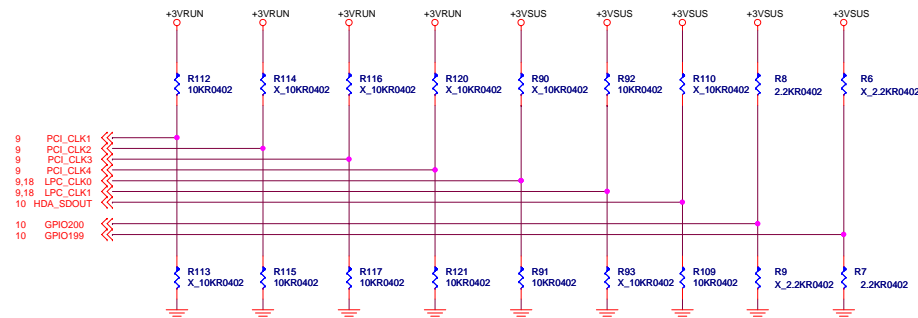 +3VRUN +3VRUN +3VRUN +3VRUN +3VSUS +3VSUS +3VSUS +3VSUS +3VSUS
R112 R114 R116 R120 R90 R92 R110 R8 R6
10KR0402 X_10KR0402 X_10KR0402 X_10KR0402 X_10KR0402 10KR0402 X_10KR0402 2.2KR0402 X_2.2KR0402
9 PCI_CLK1
9 PCI_CLK2
9 PCI_CLK3
9 PCI_CLK4
9,18 LPC_CLK0
9,18 LPC_CLK1
10 HDA_SDOUT
10 GPIO200
10 GPIO199
R113 R115 R117 R121 R91 R93 R109 R9 R7
X_10KR0402 10KR0402 10KR0402 10KR0402 10KR0402 X_10KR0402 10KR0402 X_2.2KR0402 2.2KR0402